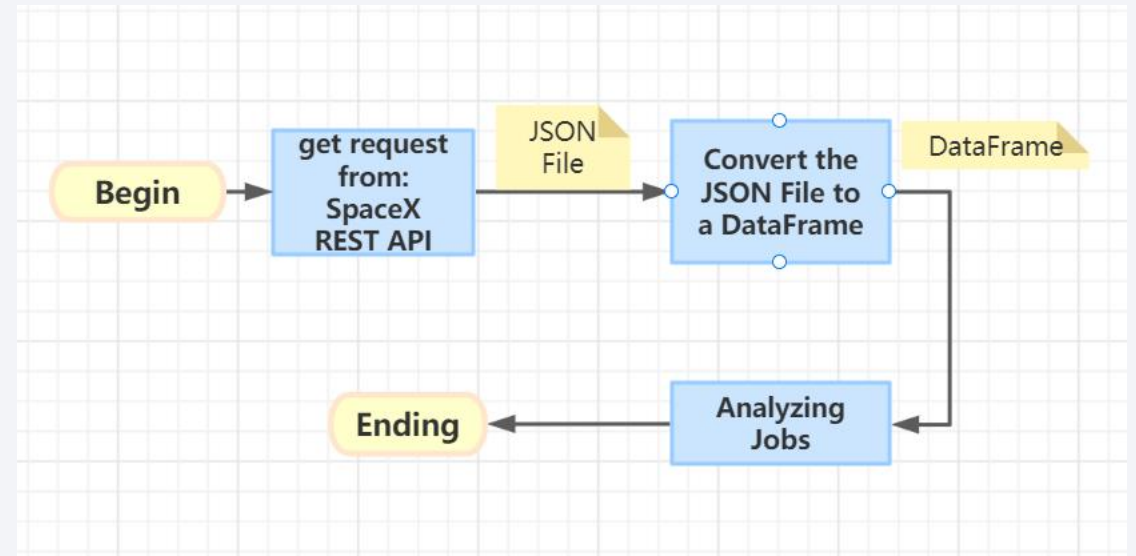 Begin
get request
from:
SpaceX
REST API
JSON
File
Convert the
JSON File to
a DataFrame
DataFrame
Analyzing
Jobs
Ending